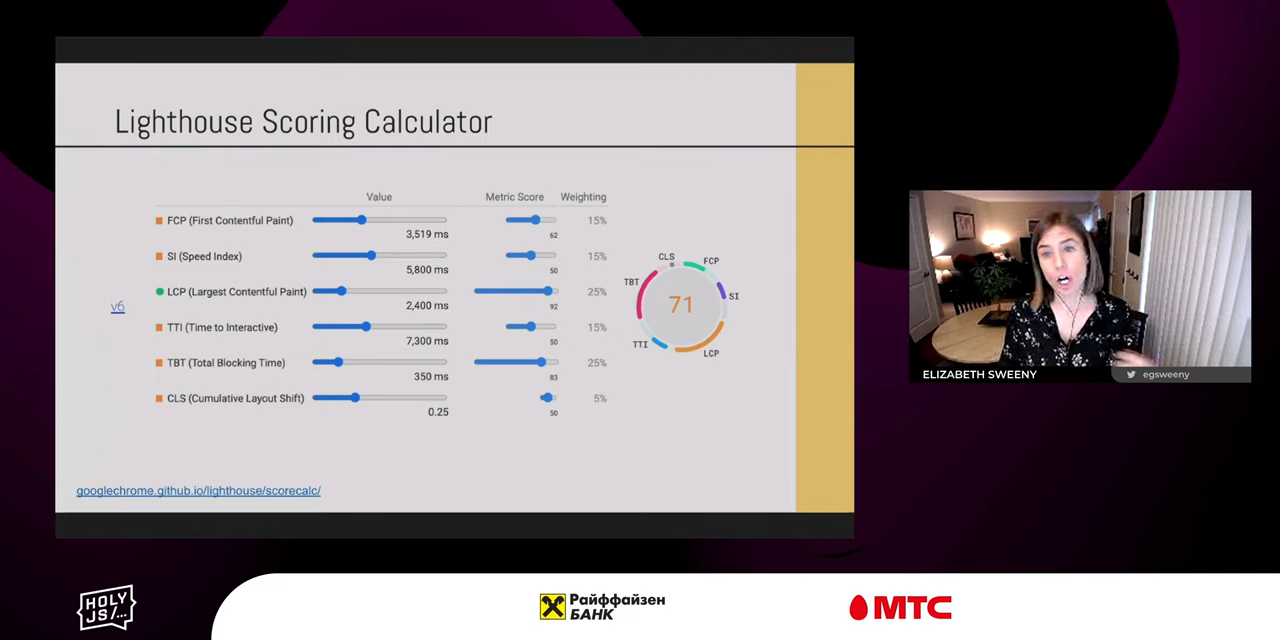 Lighthouse Scoring Calculator
Value Metric Score Weighting
FCP (First Contentful Paint) 15%
3,519 ms 62
SI (Speed Index) 15%
5,800 ms 50
LCP (Largest Contentful Paint) 25%
2,400 ms 92
TTI (Time to Interactive) 15%
7,300 ms 50
TBT (Total Blocking Time) 25%
350 ms 83
CLS (Cumulative Layout Shift) 5%
0.25 50
v6
CLS FCP
TBT SI
71
TTI LCP
googlechrome.github.io/lighthouse/scorecalc/
ELIZABETH SWEENY egsweeny
HOLY
JS/...
Райффайзен
БАНК
МТС